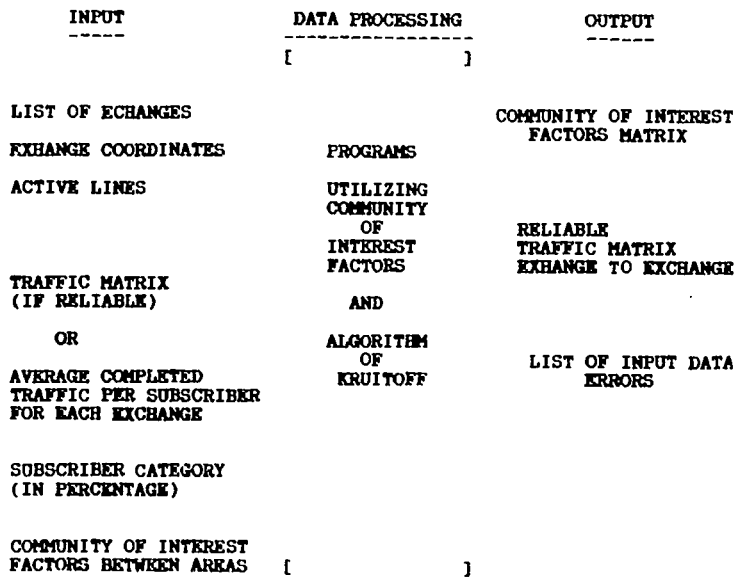 INPUT DATA PROCESSING OUTPUT
----- ----------------- ------
[ ]
LIST OF ECHANGES
COMMUNITY OF INTEREST
FACTORS MATRIX
EXHANGE COORDINATES PROGRAMS
ACTIVE LINES UTILIZING
COMMUNITY
OF RELIABLE
INTEREST TRAFFIC MATRIX
FACTORS EXHANGE TO EXCHANGE
TRAFFIC MATRIX
(IF RELIABLE) AND
OR ALGORITHM
OF LIST OF INPUT DATA
AVERAGE COMPLETED KRUITOFF ERRORS
TRAFFIC PER SUBSCRIBER
FOR EACH EXCHANGE
SUBSCRIBER CATEGORY
(IN PERCENTAGE)
COMMUNITY OF INTEREST
FACTORS BETWEEN AREAS [ ]